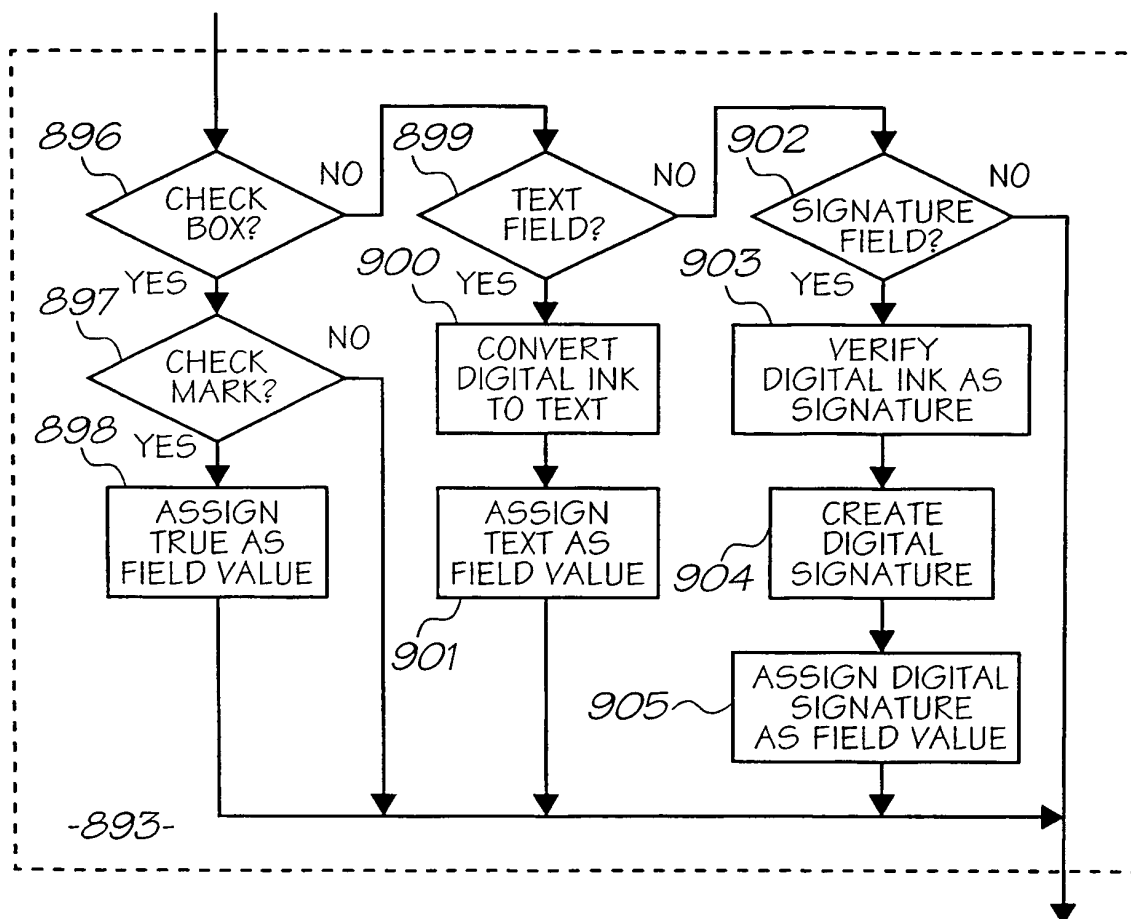 896
CHECK
BOX?
NO
YES
899
TEXT
FIELD?
NO
YES
902
SIGNATURE
FIELD?
NO
YES
897
CHECK
MARK?
NO
YES
900
CONVERT
DIGITAL INK
TO TEXT
903
VERIFY
DIGITAL INK AS
SIGNATURE
898
ASSIGN
TRUE AS
FIELD VALUE
ASSIGN
TEXT AS
FIELD VALUE
901
CREATE
DIGITAL
SIGNATURE
904
905
ASSIGN DIGITAL
SIGNATURE
AS FIELD VALUE
-893-